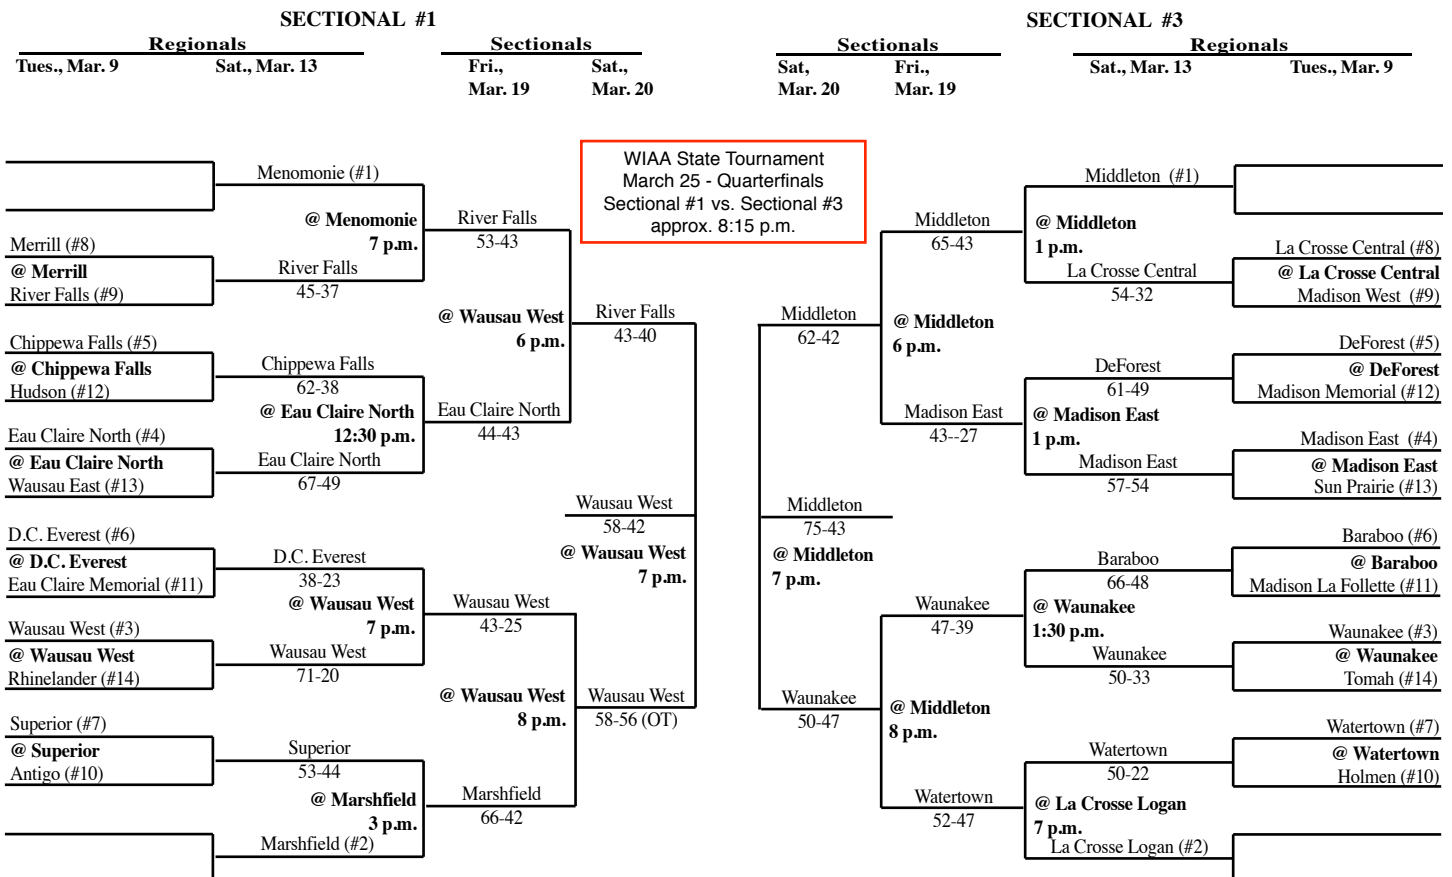 SECTIONAL #1
Regionals
Sectionals
Tues., Mar. 9
Sat., Mar. 13
Fri.,
Mar. 19
Sat.,
Mar. 20
Menomonie (#1)
@ Menomonie
7 p.m.
Merrill (#8)
@ Merrill
River Falls (#9)
River Falls
45-37
River Falls
53-43
Chippewa Falls (#5)
@ Chippewa Falls
Hudson (#12)
Chippewa Falls
62-38
@ Eau Claire North
12:30 p.m.
Eau Claire North (#4)
@ Eau Claire North
Wausau East (#13)
Eau Claire North
67-49
Eau Claire North
44-43
@ Wausau West
6 p.m.
River Falls
43-40
D.C. Everest (#6)
@ D.C. Everest
Eau Claire Memorial (#11)
D.C. Everest
38-23
@ Wausau West
7 p.m.
Wausau West (#3)
@ Wausau West
Rhinelander (#14)
Wausau West
71-20
Wausau West
43-25
Superior (#7)
@ Superior
Antigo (#10)
Superior
53-44
@ Marshfield
3 p.m.
Marshfield (#2)
Marshfield
66-42
@ Wausau West
8 p.m.
Wausau West
58-56 (OT)
Wausau West
58-42
@ Wausau West
7 p.m.
WIAA State Tournament
March 25 - Quarterfinals
Sectional #1 vs. Sectional #3
approx. 8:15 p.m.
SECTIONAL #3
Sectionals
Regionals
Sat,
Mar. 20
Fri.,
Mar. 19
Sat., Mar. 13
Tues., Mar. 9
Middleton (#1)
@ Middleton
1 p.m.
La Crosse Central (#8)
@ La Crosse Central
Madison West (#9)
La Crosse Central
54-32
Middleton
65-43
DeForest (#5)
@ DeForest
Madison Memorial (#12)
DeForest
61-49
@ Madison East
1 p.m.
Madison East (#4)
@ Madison East
Sun Prairie (#13)
Madison East
57-54
Madison East
43--27
@ Middleton
6 p.m.
Middleton
62-42
Baraboo (#6)
@ Baraboo
Madison La Follette (#11)
Baraboo
66-48
@ Waunakee
1:30 p.m.
Waunakee (#3)
@ Waunakee
Tomah (#14)
Waunakee
50-33
Waunakee
47-39
Watertown (#7)
@ Watertown
Holmen (#10)
Watertown
50-22
@ La Crosse Logan
7 p.m.
La Crosse Logan (#2)
Watertown
52-47
@ Middleton
8 p.m.
Waunakee
50-47
Middleton
75-43
@ Middleton
7 p.m.